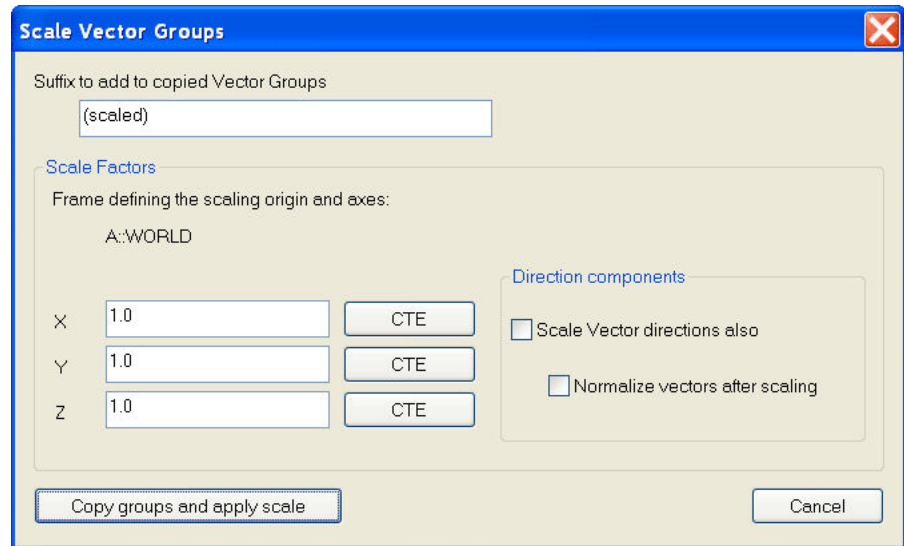 Scale Vector Groups
Suffix to add to copied Vector Groups
(scaled)
Scale Factors
Frame defining the scaling origin and axes:
A::WORLD
Direction components
X 1.0 CTE
Scale Vector directions also
Y 1.0 CTE
Normalize vectors after scaling
Z 1.0 CTE
Copy groups and apply scale Cancel